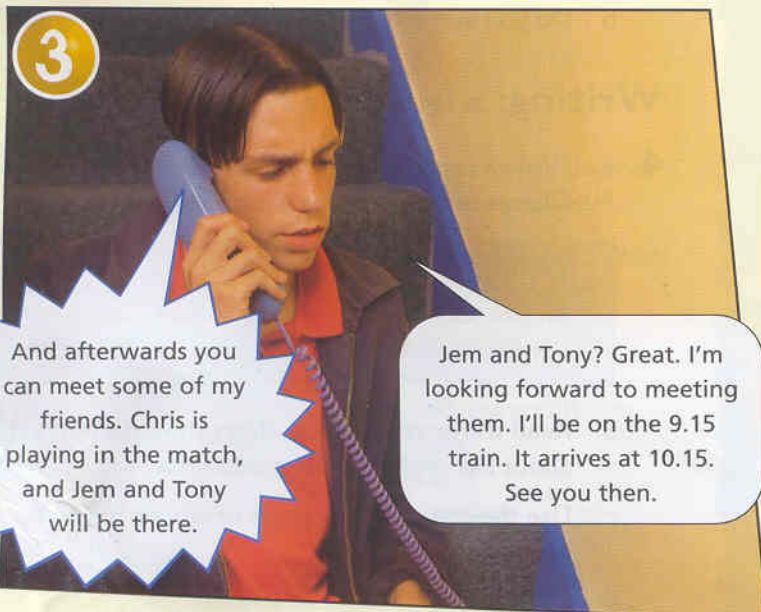 3
And afterwards you
can meet some of my
friends. Chris is
playing in the match,
and Jem and Tony
will be there.
Jem and Tony? Great. I'm
looking forward to meeting
them. I'll be on the 9.15
train. It arrives at 10.15.
See you then.